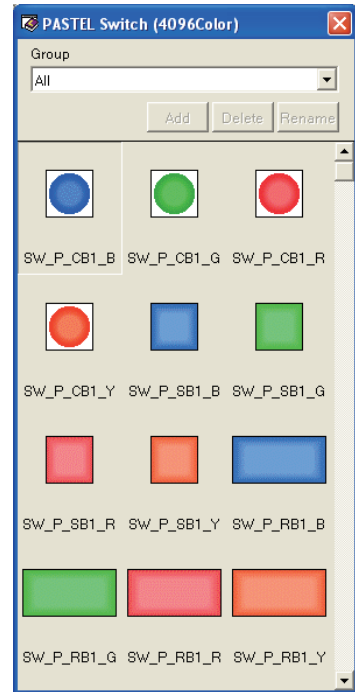 PASTEL Switch (4096Color)
Group
All
Add Delete Rename
SW_P_CB1_B SW_P_CB1_G SW_P_CB1_R
SW_P_CB1_Y SW_P_SB1_B SW_P_SB1_G
SW_P_SB1_R SW_P_SB1_Y SW_P_RB1_B
SW_P_RB1_G SW_P_RB1_R SW_P_RB1_Y